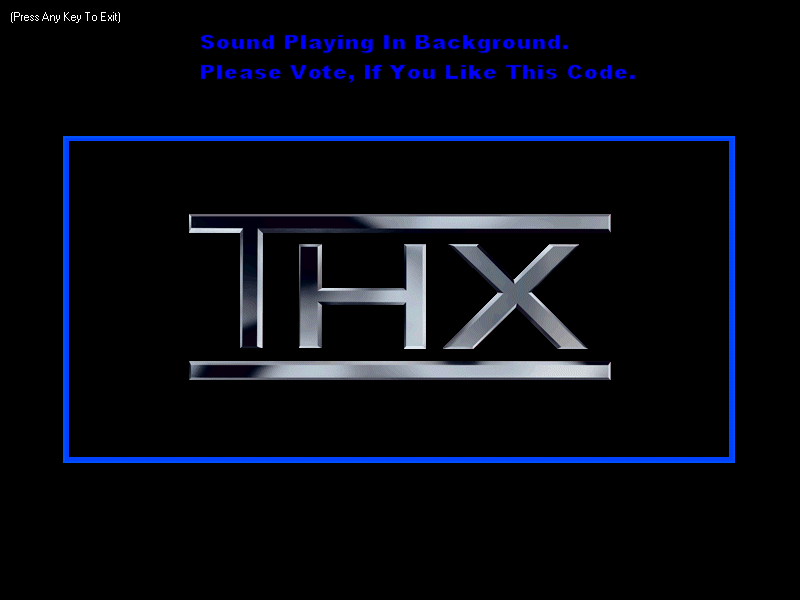 (Press Any Key To Exit)
Sound Playing In Background.
Please Vote, If You Like This Code.
THX